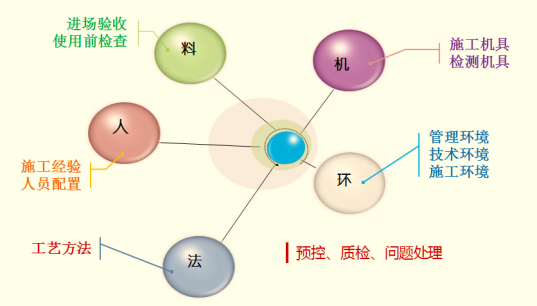 进场验收
使用前检查
料
机
施工机具
检测机具
人
施工经验
人员配置
环
管理环境
技术环境
施工环境
工艺方法
法
预控、质检、问题处理